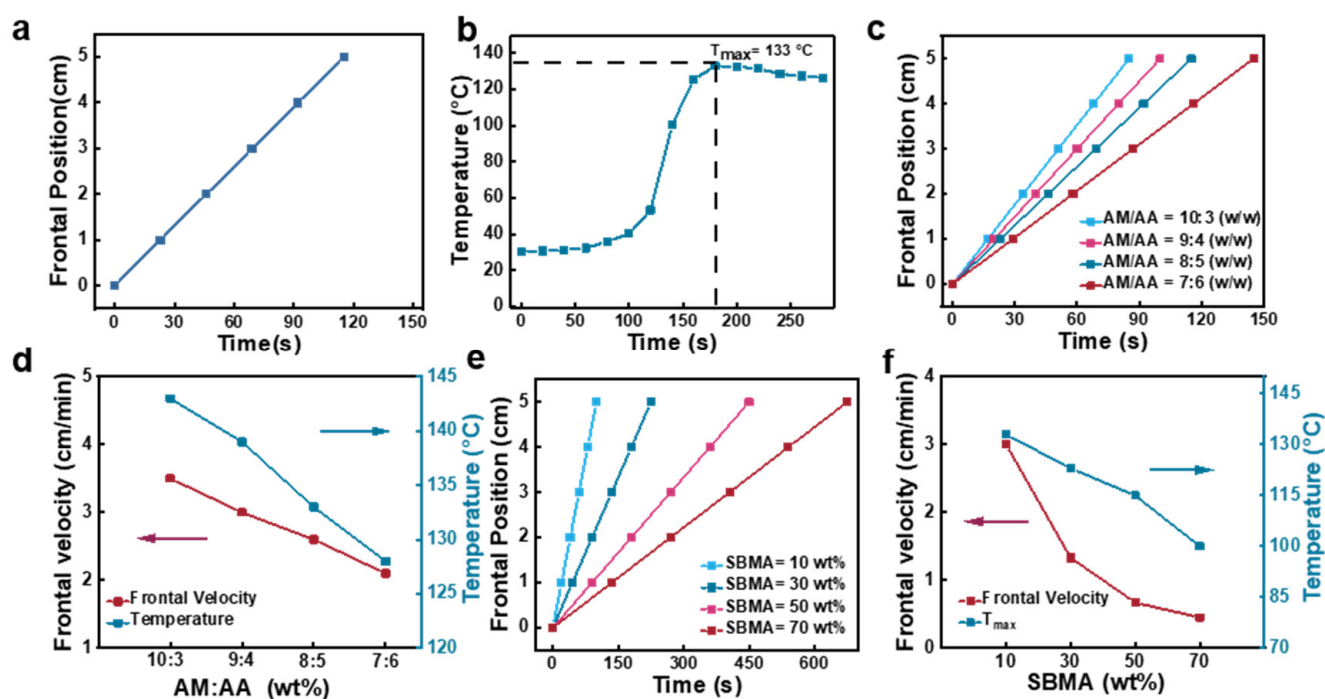 a
Frontal Position(cm)
5
4
3
2
1
0
0 30 60 90 120 150
Time(s)
b
Temperature (°C)
140
120
100
80
60
40
20
0
Tmax= 133 °C
0 50 100 150 200 250
Time (s)
c
Frontal Position (cm)
5
4
3
2
1
0
AM/AA = 10:3 (w/w)
AM/AA = 9:4 (w/w)
AM/AA = 8:5 (w/w)
AM/AA = 7:6 (w/w)
0 30 60 90 120 150
Time (s)
d
Frontal velocity (cm/min)
5
4
3
2
1
Frontal Velocity
Temperature
145
140
135
130
125
120
Temperature (°C)
10:3 9:4 8:5 7:6
AM:AA (wt%)
e
Frontal Position (cm)
5
4
3
2
1
0
SBMA= 10 wt%
SBMA= 30 wt%
SBMA= 50 wt%
SBMA= 70 wt%
0 150 300 450 600
Time (s)
f
Frontal velocity (cm/min)
4
3
2
1
0
Frontal Velocity
Tmax
145
130
115
100
85
70
Temperature (°C)
10 30 50 70
SBMA (wt%)